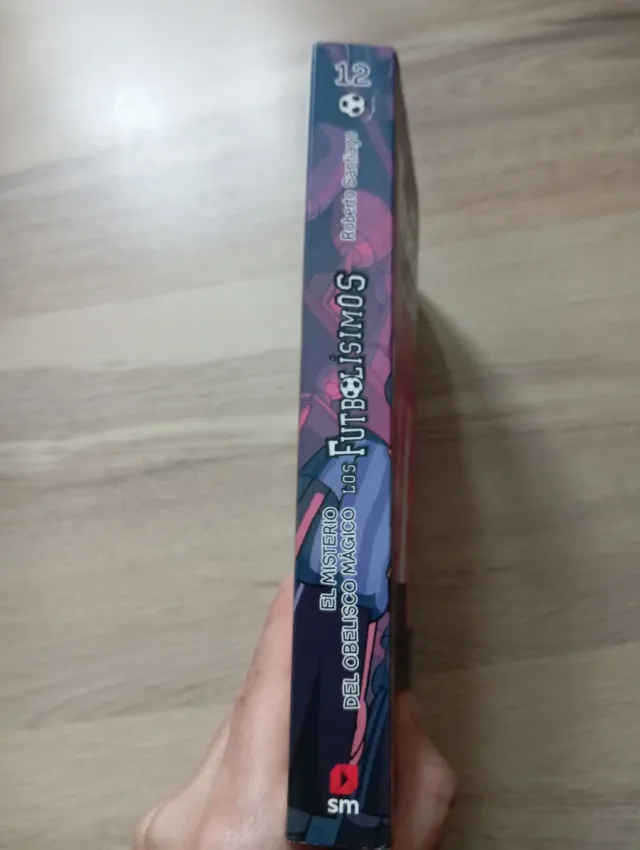 12
Roberto Santiago
LOS FUTBOLÍSIMOS
EL MISTERIO
DEL OBELISCO MÁGICO
sm